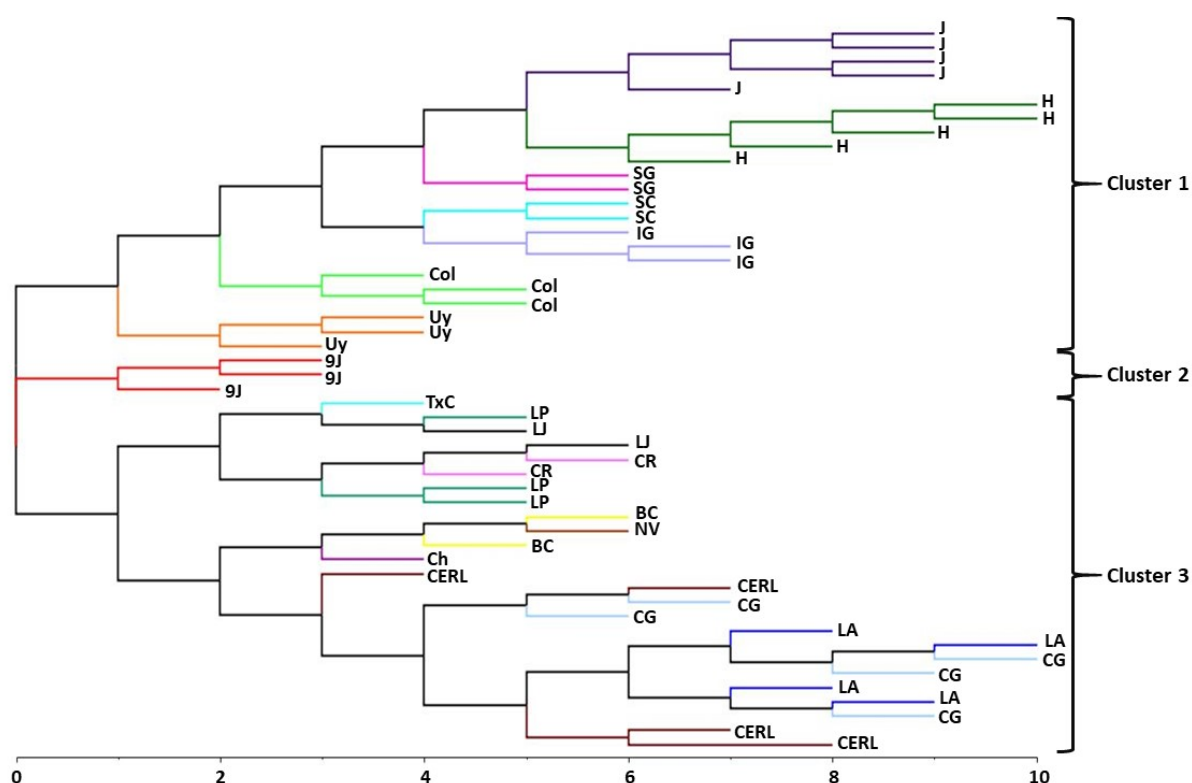 J
J
J
J
J
H
H
H
H
H
SG
SG
SC
SC
IG
IG
IG
Col
Col
Col
Uy
Uy
Uy
9J
9J
9J
TxC
LP
LJ
LJ
CR
CR
LP
LP
BC
NV
BC
Ch
CERL
CERL
CG
CG
LA
LA
CG
CG
LA
LA
CG
CERL
CERL
Cluster 1
Cluster 2
Cluster 3
0 2 4 6 8 10